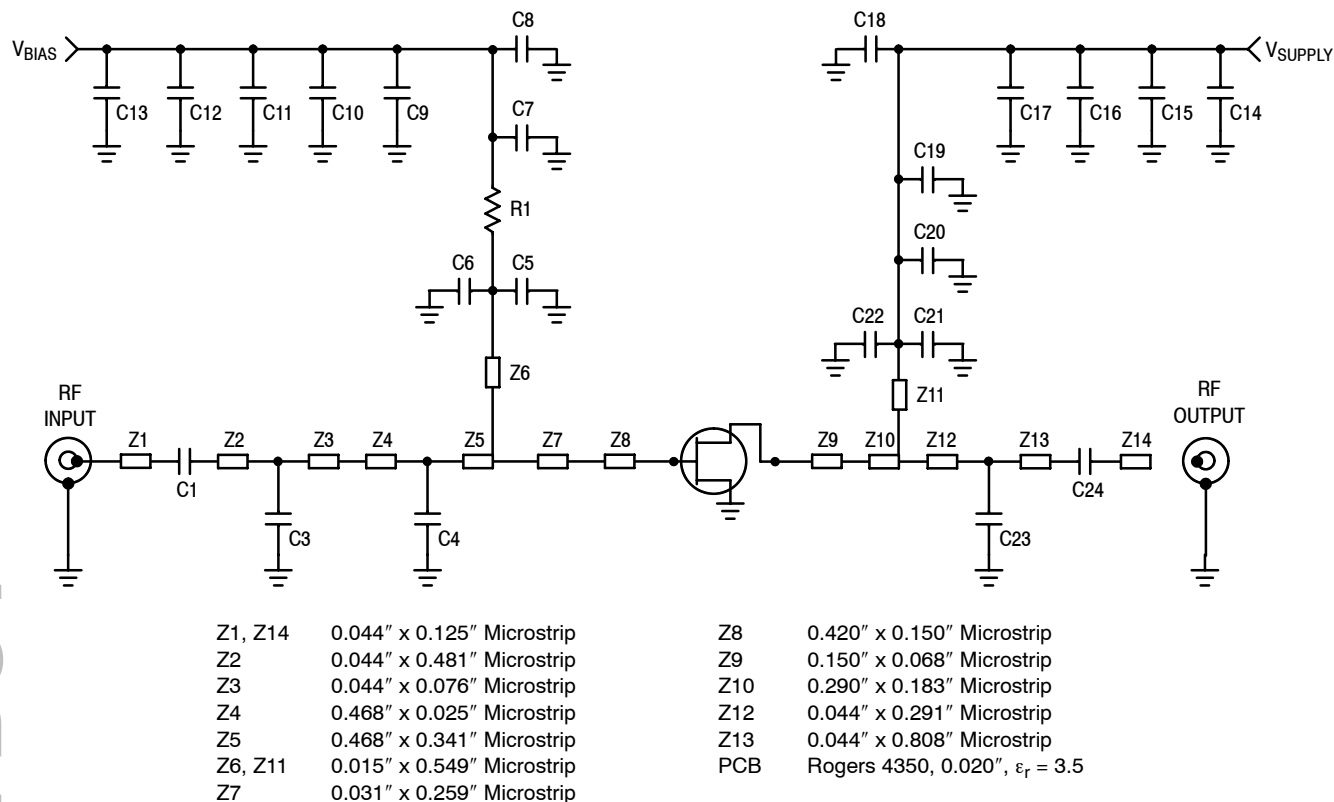 C8
C18
V_BIAS
V_SUPPLY
C13
C12
C11
C10
C9
C7
C17
C16
C15
C14
C19
R1
C20
C6
C5
C22
C21
Z6
Z11
RF
INPUT
RF
OUTPUT
Z1
Z2
Z3
Z4
Z5
Z7
Z8
Z9
Z10
Z12
Z13
Z14
C1
C24
C3
C4
C23
Z1, Z14 0.044″ x 0.125″ Microstrip
Z2 0.044″ x 0.481″ Microstrip
Z3 0.044″ x 0.076″ Microstrip
Z4 0.468″ x 0.025″ Microstrip
Z5 0.468″ x 0.341″ Microstrip
Z6, Z11 0.015″ x 0.549″ Microstrip
Z7 0.031″ x 0.259″ Microstrip
Z8 0.420″ x 0.150″ Microstrip
Z9 0.150″ x 0.068″ Microstrip
Z10 0.290″ x 0.183″ Microstrip
Z12 0.044″ x 0.291″ Microstrip
Z13 0.044″ x 0.808″ Microstrip
PCB Rogers 4350, 0.020″, ε_r = 3.5